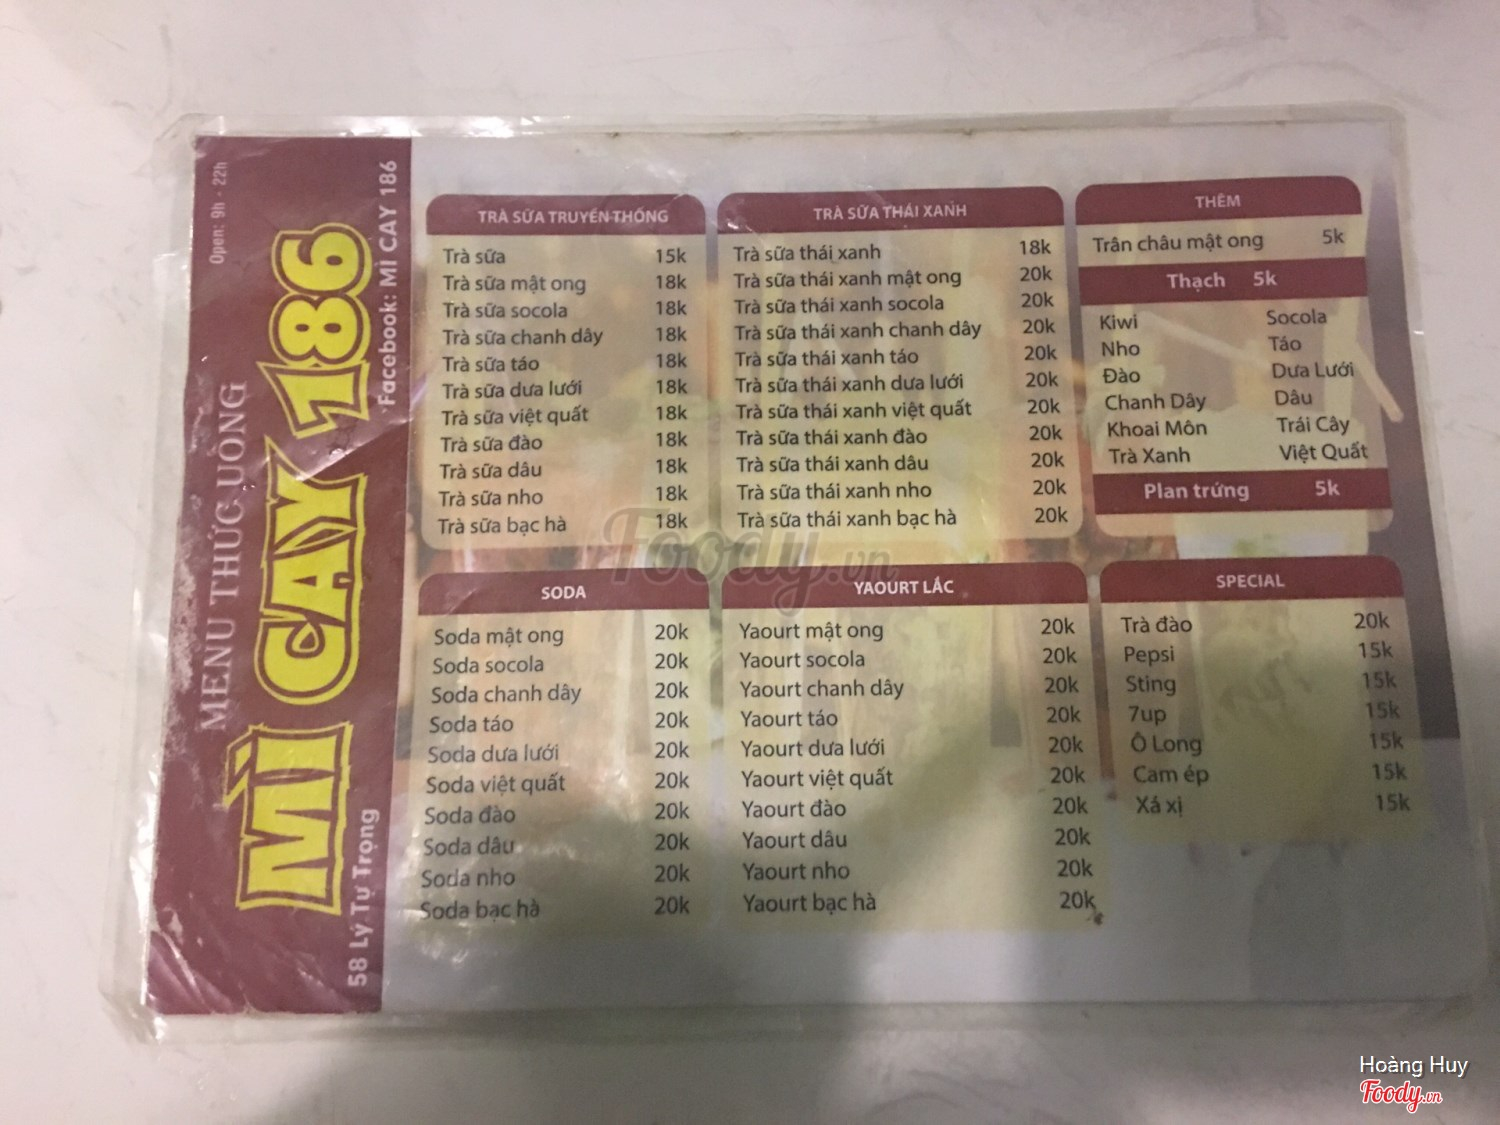 Open: 9h - 22h
MENU THỨC UỐNG
MÌ CAY 186
Facebook: MÌ CAY 186
58 Lý Tự Trọng
TRÀ SỮA TRUYỀN THỐNG
Trà sữa 15k
Trà sữa mật ong 18k
Trà sữa socola 18k
Trà sữa chanh dây 18k
Trà sữa táo 18k
Trà sữa dưa lưới 18k
Trà sữa việt quất 18k
Trà sữa đào 18k
Trà sữa dâu 18k
Trà sữa nho 18k
Trà sữa bạc hà 18k
TRÀ SỮA THÁI XANH
Trà sữa thái xanh 18k
Trà sữa thái xanh mật ong 20k
Trà sữa thái xanh socola 20k
Trà sữa thái xanh chanh dây 20k
Trà sữa thái xanh táo 20k
Trà sữa thái xanh dưa lưới 20k
Trà sữa thái xanh việt quất 20k
Trà sữa thái xanh đào 20k
Trà sữa thái xanh dâu 20k
Trà sữa thái xanh nho 20k
Trà sữa thái xanh bạc hà 20k
THÊM
Trân châu mật ong 5k
Thạch 5k
Kiwi Socola
Nho Táo
Đào Dưa Lưới
Chanh Dây Dâu
Khoai Môn Trái Cây
Trà Xanh Việt Quất
Plan trứng 5k
SODA
Soda mật ong 20k
Soda socola 20k
Soda chanh dây 20k
Soda táo 20k
Soda dưa lưới 20k
Soda việt quất 20k
Soda đào 20k
Soda dâu 20k
Soda nho 20k
Soda bạc hà 20k
YAOURT LẮC
Yaourt mật ong 20k
Yaourt socola 20k
Yaourt chanh dây 20k
Yaourt táo 20k
Yaourt dưa lưới 20k
Yaourt việt quất 20k
Yaourt đào 20k
Yaourt dâu 20k
Yaourt nho 20k
Yaourt bạc hà 20k
SPECIAL
Trà đào 20k
Pepsi 15k
Sting 15k
7up 15k
Ô Long 15k
Cam ép 15k
Xá xị 15k
Foody.vn
Hoàng Huy
Foody.vn